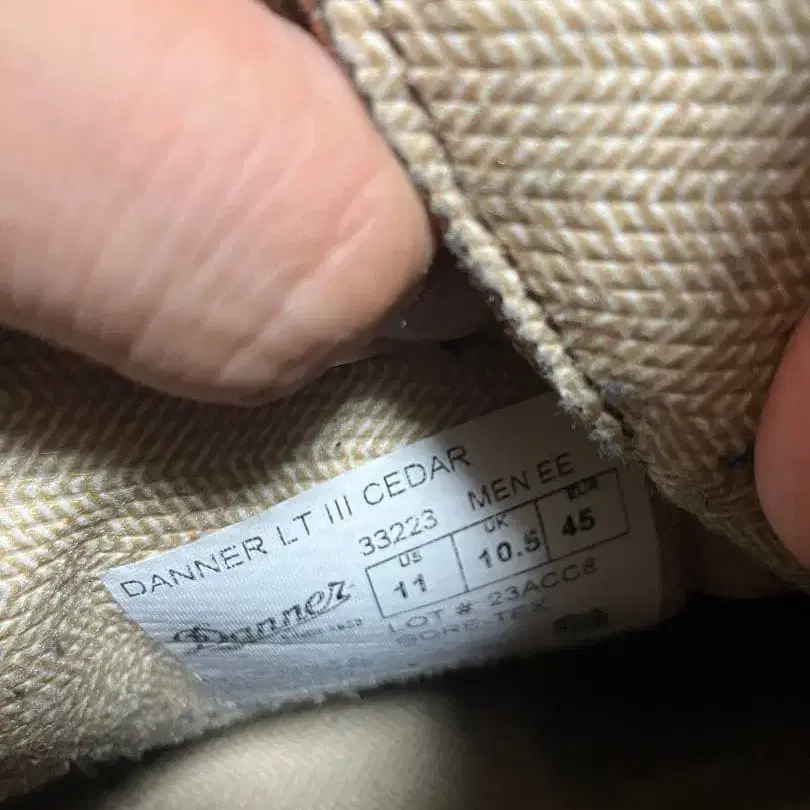 DANNER LT III CEDAR
33223 MEN EE
US UK EUR
11 10.5 45
Danner
LOT # 23ACC8
GORE-TEX